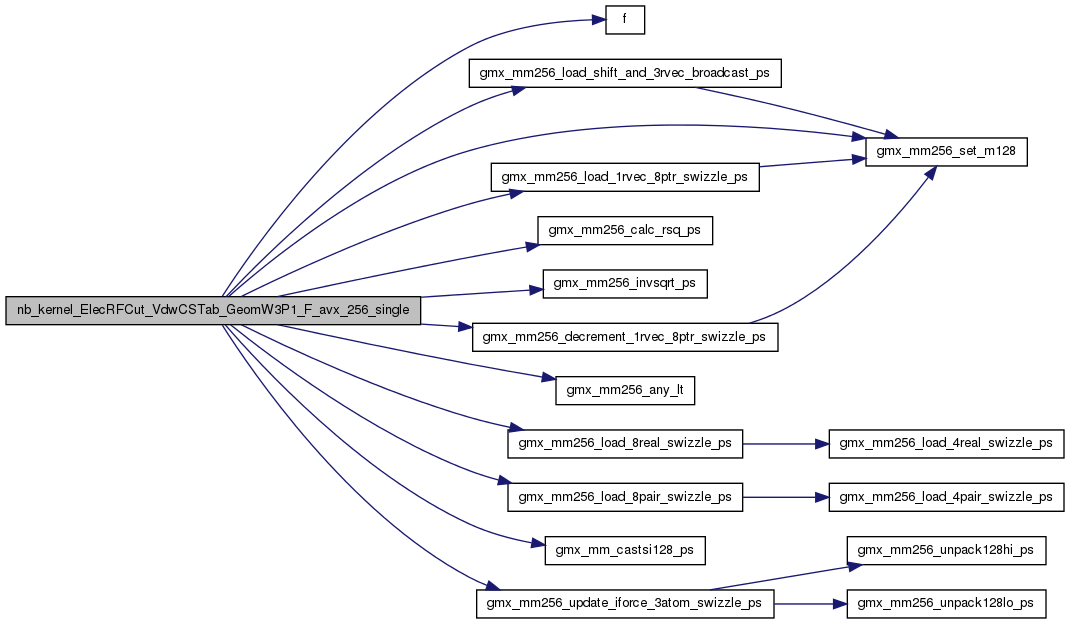 f
gmx_mm256_load_shift_and_3rvec_broadcast_ps
gmx_mm256_set_m128
gmx_mm256_load_1rvec_8ptr_swizzle_ps
gmx_mm256_calc_rsq_ps
gmx_mm256_invsqrt_ps
nb_kernel_ElecRFCut_VdwCSTab_GeomW3P1_F_avx_256_single
gmx_mm256_decrement_1rvec_8ptr_swizzle_ps
gmx_mm256_any_lt
gmx_mm256_load_8real_swizzle_ps
gmx_mm256_load_4real_swizzle_ps
gmx_mm256_load_8pair_swizzle_ps
gmx_mm256_load_4pair_swizzle_ps
gmx_mm_castsi128_ps
gmx_mm256_unpack128hi_ps
gmx_mm256_update_iforce_3atom_swizzle_ps
gmx_mm256_unpack128lo_ps